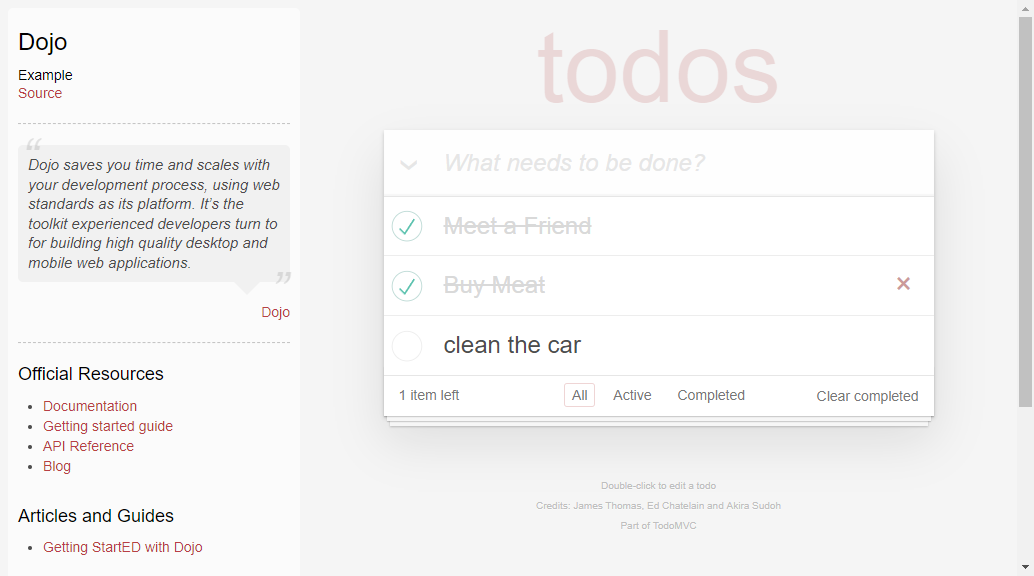 Dojo
Example
Source
“
Dojo saves you time and scales with
your development process, using web
standards as its platform. It’s the
toolkit experienced developers turn to
for building high quality desktop and
mobile web applications.
”
Dojo
Official Resources
Documentation
Getting started guide
API Reference
Blog
Articles and Guides
Getting StartED with Dojo
todos
What needs to be done?
Meet a Friend
Buy Meat
×
clean the car
1 item left All Active Completed Clear completed
Double-click to edit a todo
Credits: James Thomas, Ed Chatelain and Akira Sudoh
Part of TodoMVC